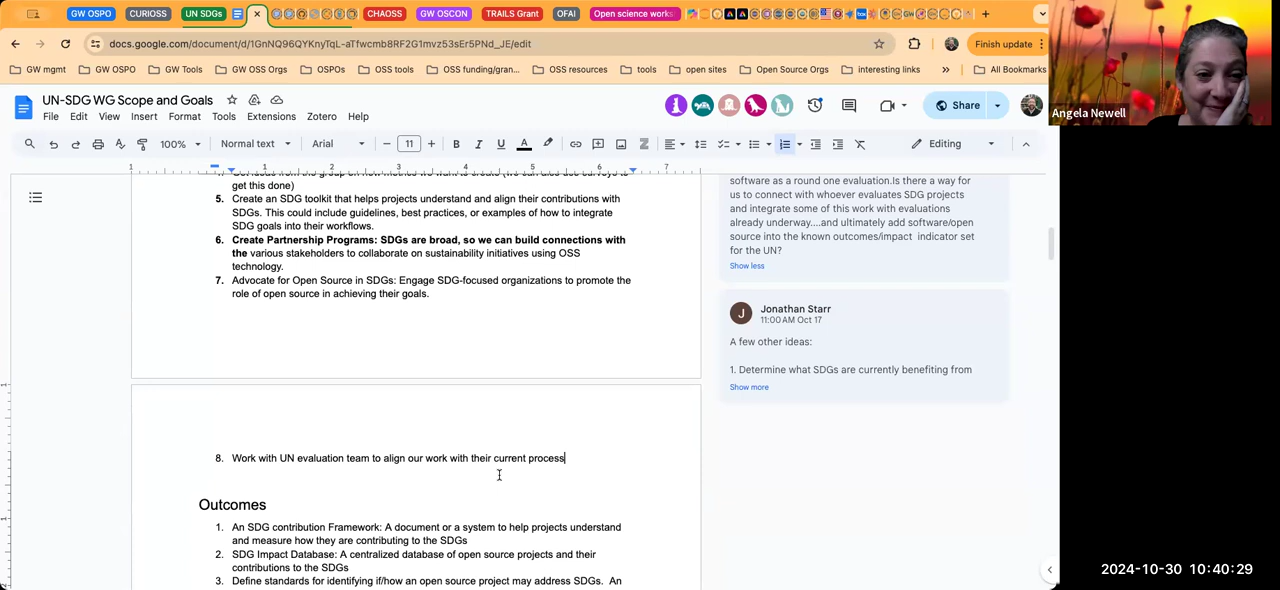 GW OSPO
CURIOSS
UN SDGs
CHAOSS
GW OSCON
TRAILS Grant
OFAI
Open science works
docs.google.com/document/d/1GnNQ96QYKnyTqL-aTfwcmb8RF2G1mvz53sEr5PNd_JE/edit
Finish update
GW mgmt
GW OSPO
GW Tools
GW OSS Orgs
OSPOs
OSS tools
OSS funding/gran...
OSS resources
tools
open sites
Open Source Orgs
interesting links
All Bookmarks
UN-SDG WG Scope and Goals
File Edit View Insert Format Tools Extensions Zotero Help
Share
Angela Newell
100%
Normal text
Arial
11
Editing
1 1 2 3 4 5 6 7
get this done)
5. Create an SDG toolkit that helps projects understand and align their contributions with
SDGs. This could include guidelines, best practices, or examples of how to integrate
SDG goals into their workflows.
6. Create Partnership Programs: SDGs are broad, so we can build connections with
the various stakeholders to collaborate on sustainability initiatives using OSS
technology.
7. Advocate for Open Source in SDGs: Engage SDG-focused organizations to promote the
role of open source in achieving their goals.
8. Work with UN evaluation team to align our work with their current process
Outcomes
1. An SDG contribution Framework: A document or a system to help projects understand
and measure how they are contributing to the SDGs
2. SDG Impact Database: A centralized database of open source projects and their
contributions to the SDGs
3. Define standards for identifying if/how an open source project may address SDGs. An
software as a round one evaluation.Is there a way for
us to connect with whoever evaluates SDG projects
and integrate some of this work with evaluations
already underway....and ultimately add software/open
source into the known outcomes/impact indicator set
for the UN?
Show less
J
Jonathan Starr
11:00 AM Oct 17
A few other ideas:
1. Determine what SDGs are currently benefiting from
Show more
2024-10-30 10:40:29